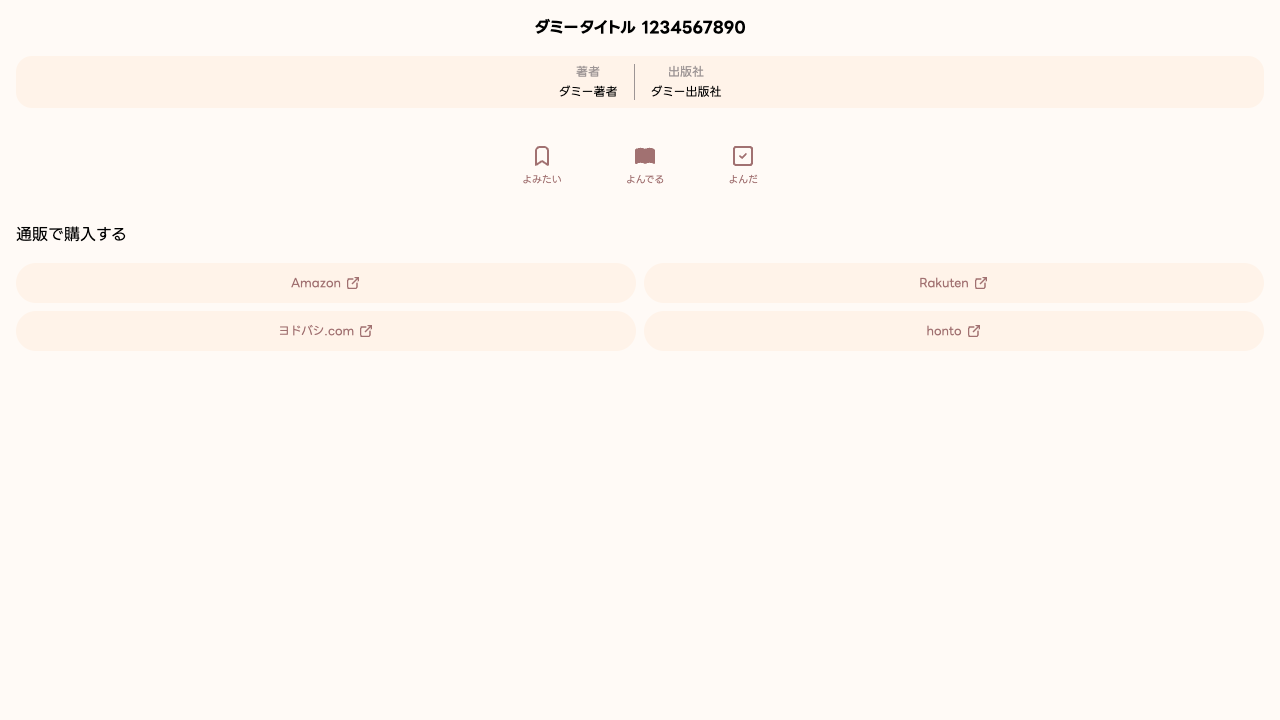 ダミータイトル 1234567890
著者
ダミー著者
出版社
ダミー出版社
よみたい
よんでる
よんだ
通販で購入する
Amazon
Rakuten
ヨドバシ.com
honto